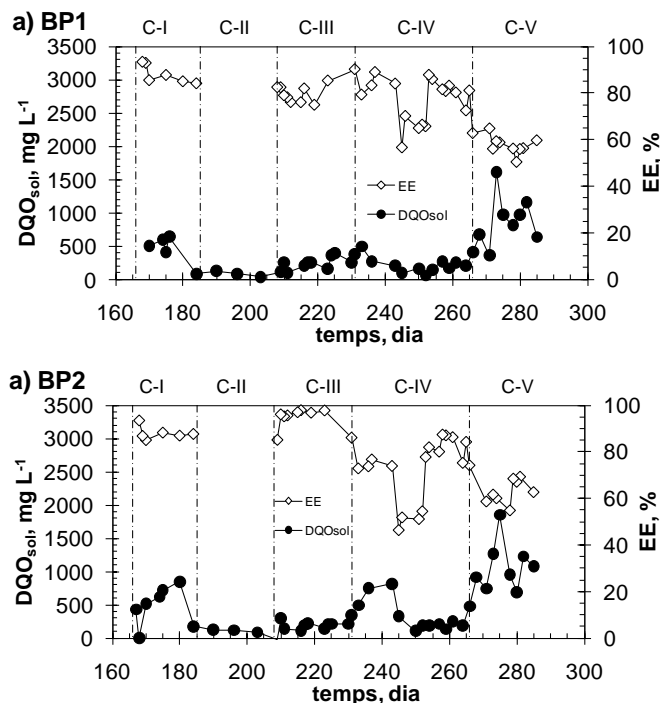 a) BP1
C-I C-II C-III C-IV C-V
3500 3000 2500 2000 1500 1000 500 0
DQOsol, mg L-1
100 80 60 40 20 0
EE, %
EE
DQOsol
160 180 200 220 240 260 280 300
temps, dia
a) BP2
C-I C-II C-III C-IV C-V
3500 3000 2500 2000 1500 1000 500 0
DQOsol, mg L-1
100 80 60 40 20 0
EE, %
EE
DQOsol
160 180 200 220 240 260 280 300
temps, dia